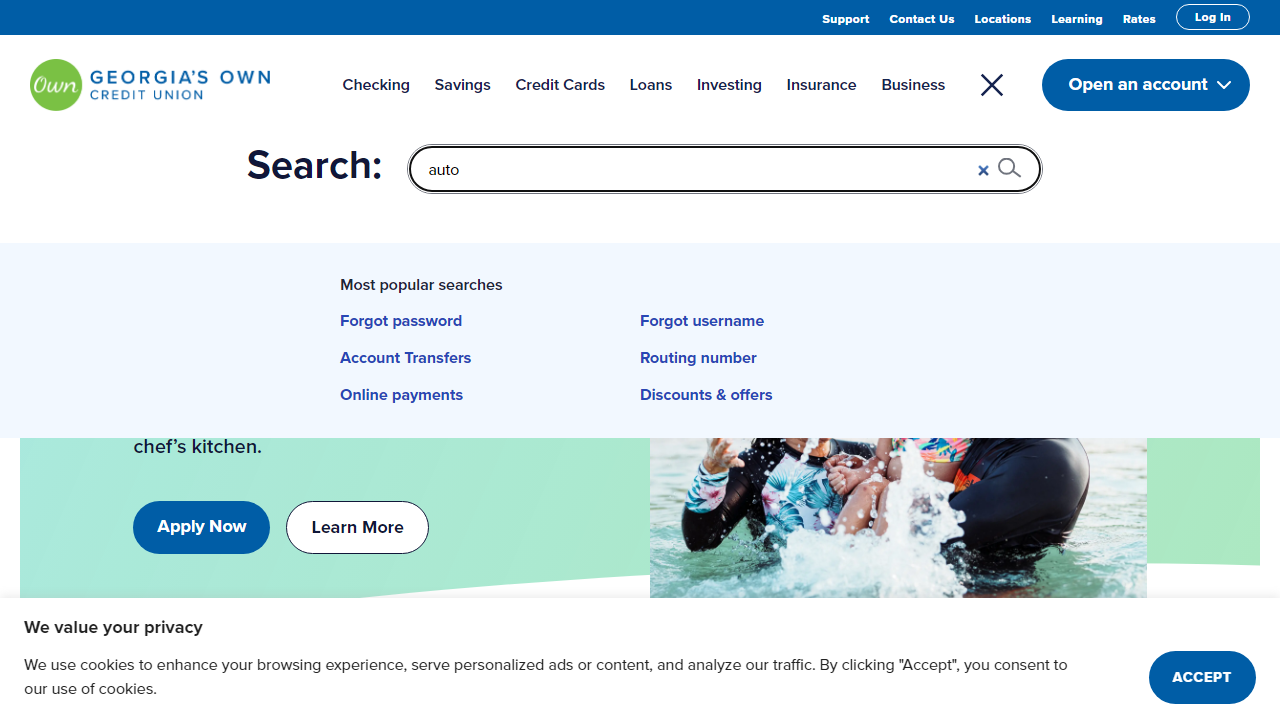 Support Contact Us Locations Learning Rates Log In
Own GEORGIA'S OWN
CREDIT UNION
Checking Savings Credit Cards Loans Investing Insurance Business Open an account
Search: auto
Most popular searches
Forgot password Forgot username
Account Transfers Routing number
Online payments Discounts & offers
chef's kitchen.
Apply Now Learn More
We value your privacy
We use cookies to enhance your browsing experience, serve personalized ads or content, and analyze our traffic. By clicking "Accept", you consent to
our use of cookies.
ACCEPT